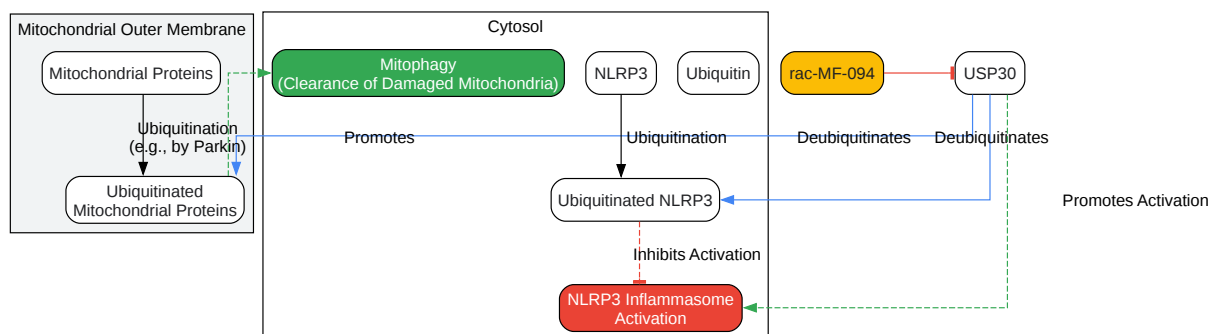 Mitochondrial Outer Membrane
Cytosol
Mitochondrial Proteins
Mitophagy
(Clearance of Damaged Mitochondria)
NLRP3
Ubiquitin
rac-MF-094
USP30
Ubiquitination
(e.g., by Parkin)
Promotes
Ubiquitination
Deubiquitinates
Deubiquitinates
Ubiquitinated
Mitochondrial Proteins
Ubiquitinated NLRP3
Promotes Activation
Inhibits Activation
NLRP3 Inflammasome
Activation